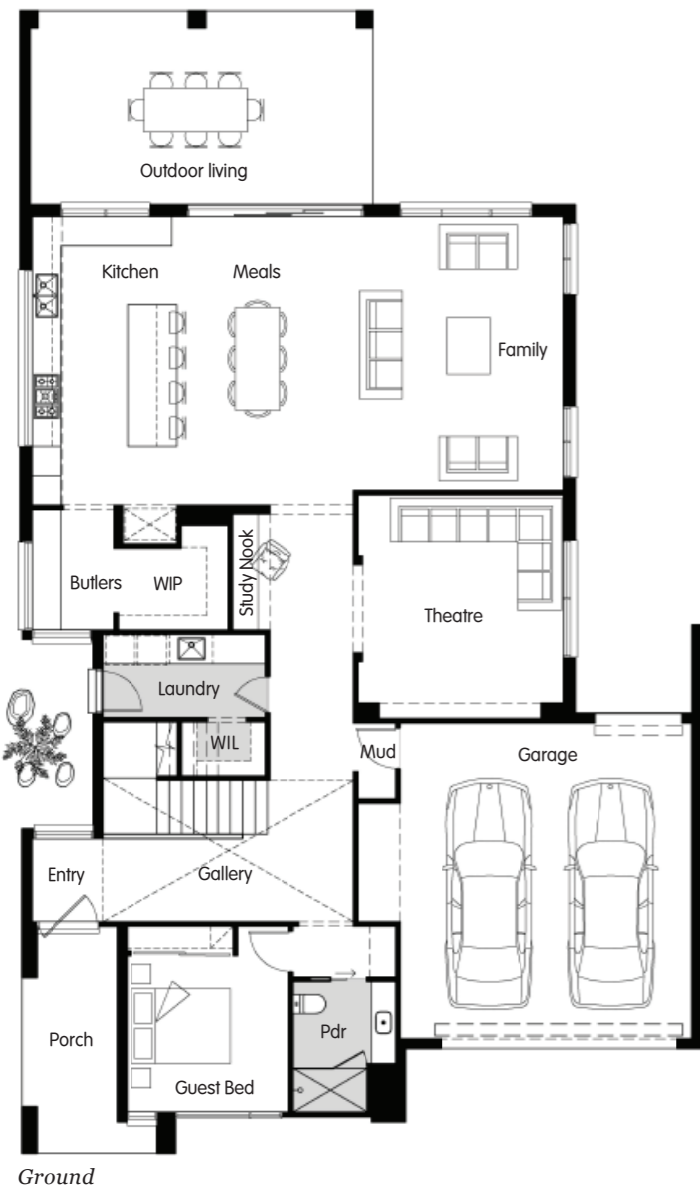 Outdoor living
Kitchen
Meals
Family
Study Nook
Butlers
WIP
Theatre
Laundry
WIL
Mud
Garage
Entry
Gallery
Porch
Pdr
Guest Bed
Ground